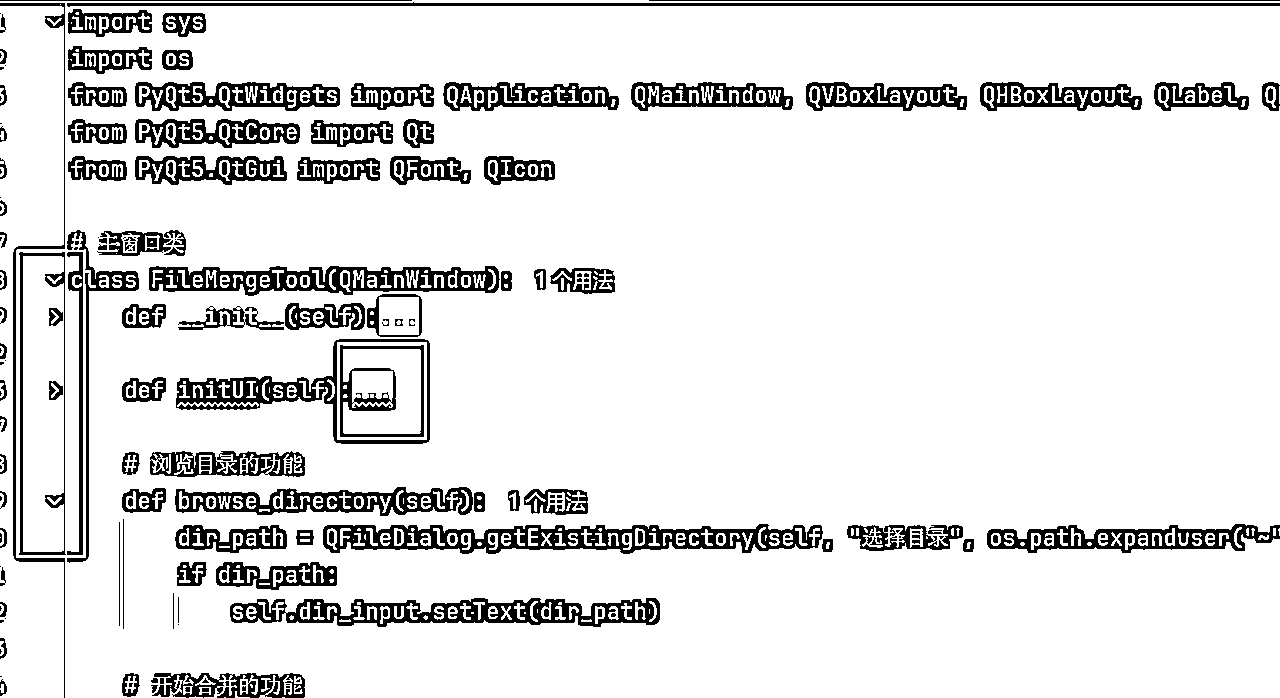 import sys
import os
from PyQt5.QtWidgets import QApplication, QMainWindow, QVBoxLayout, QHBoxLayout, QLabel,
from PyQt5.QtCore import Qt
from PyQt5.QtGui import QFont, QIcon
# 主窗口类
class FileMergeTool(QMainWindow): 1个用法
def __init__(self):...
def initUI(self):...
# 浏览目录的功能
def browse_directory(self): 1个用法
dir_path = QFileDialog.getExistingDirectory(self, "选择目录", os.path.expanduser("~"
if dir_path:
self.dir_input.setText(dir_path)
# 开始合并的功能